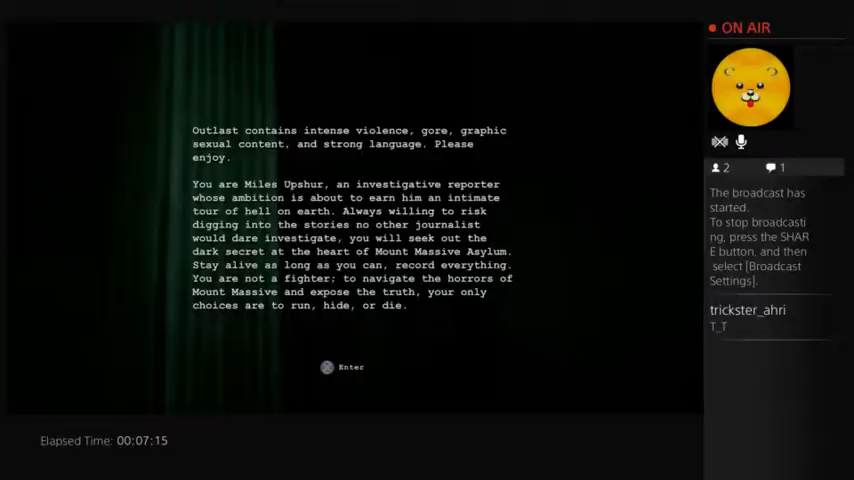 ON AIR
Outlast contains intense violence, gore, graphic
sexual content, and strong language. Please
enjoy.
You are Miles Upshur, an investigative reporter
whose ambition is about to earn him an intimate
tour of hell on earth. Always willing to risk
digging into the stories no other journalist
would dare investigate, you will seek out the
dark secret at the heart of Mount Massive Asylum.
Stay alive as long as you can, record everything.
You are not a fighter; to navigate the horrors of
Mount Massive and expose the truth, your only
choices are to run, hide, or die.
Enter
2
1
The broadcast has
started.
To stop broadcasti
ng, press the SHAR
E button, and then
select [Broadcast
Settings].
trickster_ahri
T_T
Elapsed Time: 00:07:15